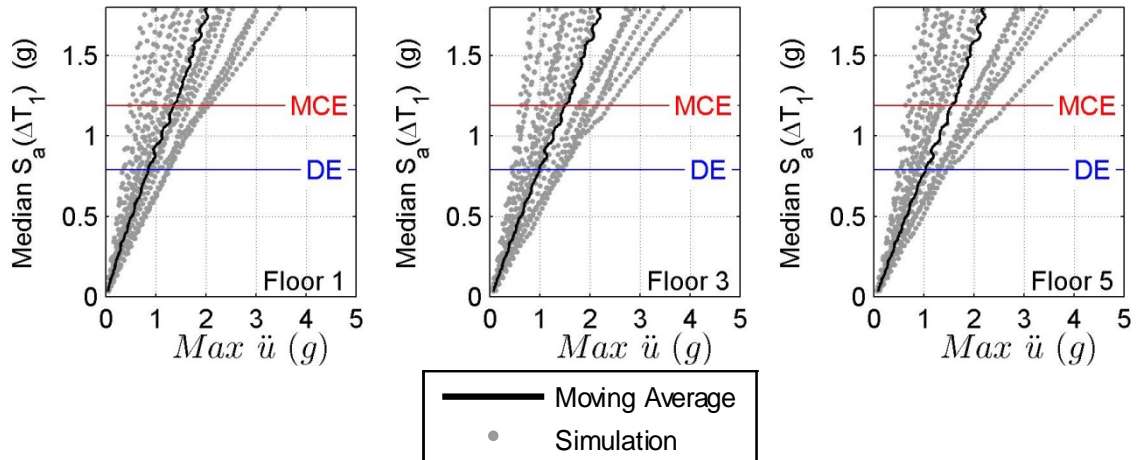 Median S_a(ΔT_1) (g)
1.5
1
0.5
0
MCE
DE
Floor 1
0 1 2 3 4 5
Max ü (g)
Median S_a(ΔT_1) (g)
1.5
1
0.5
0
MCE
DE
Floor 3
0 1 2 3 4 5
Max ü (g)
Median S_a(ΔT_1) (g)
1.5
1
0.5
0
MCE
DE
Floor 5
0 1 2 3 4 5
Max ü (g)
Moving Average
Simulation